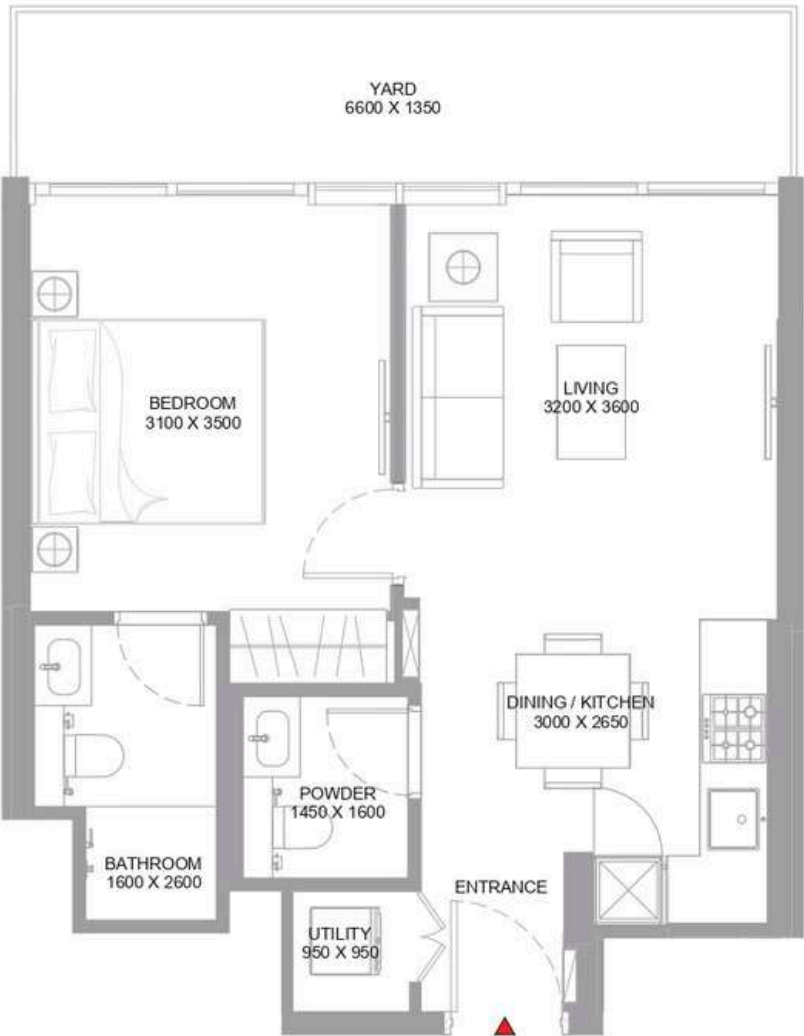 YARD
6600 X 1350
BEDROOM
3100 X 3500
LIVING
3200 X 3600
DINING / KITCHEN
3000 X 2650
POWDER
1450 X 1600
BATHROOM
1600 X 2600
ENTRANCE
UTILITY
950 X 950